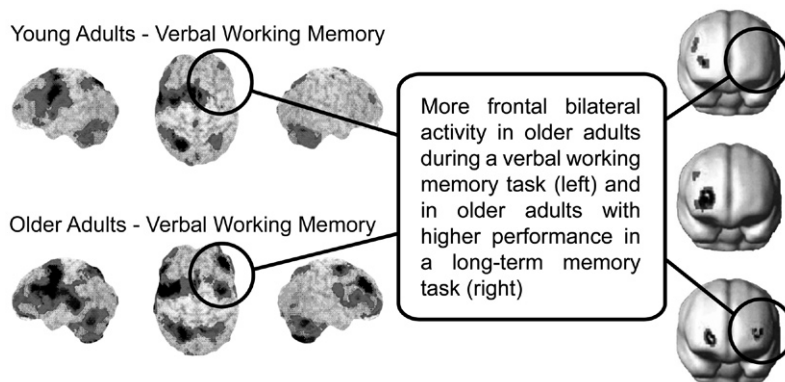 Young Adults - Verbal Working Memory
More frontal bilateral
activity in older adults
during a verbal working
memory task (left) and
in older adults with
higher performance in
a long-term memory
task (right)
Older Adults - Verbal Working Memory